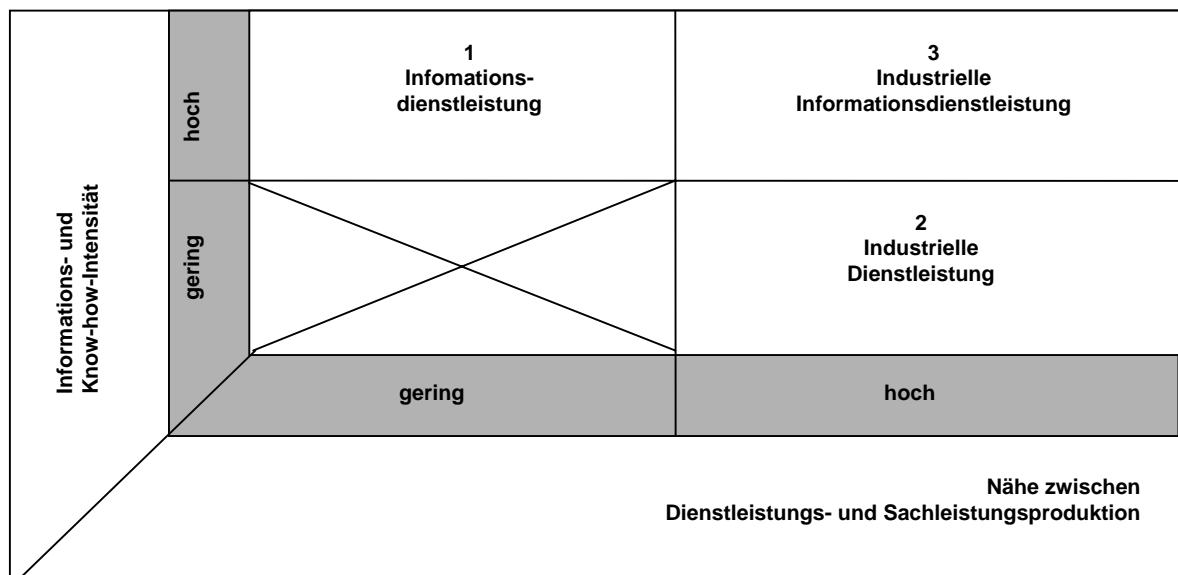 1
Infomations-
dienstleistung
3
Industrielle
Informationsdienstleistung
hoch
Informations- und
Know-how-Intensität
gering
2
Industrielle
Dienstleistung
gering
hoch
Nähe zwischen
Dienstleistungs- und Sachleistungsproduktion